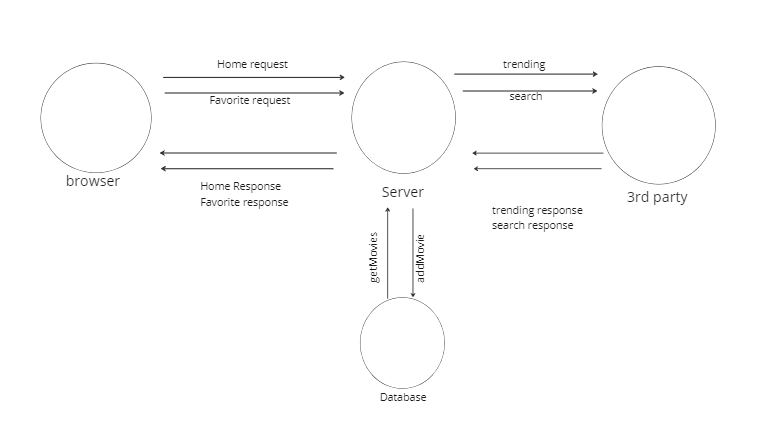 Home request
trending
Favorite request
search
browser
Home Response
Favorite response
Server
3rd party
trending response
search response
getMovies
addMovie
Database